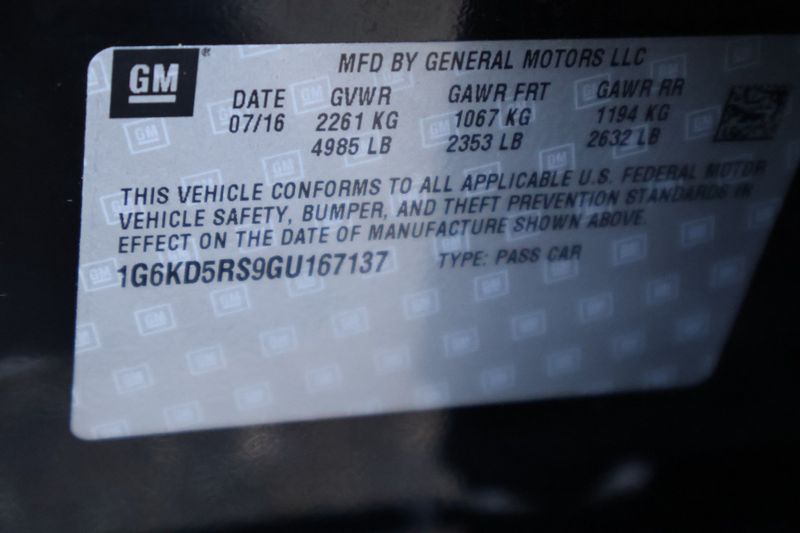 GM
MFD BY GENERAL MOTORS LLC
DATE GVWR GAWR FRT GAWR RR
07/16 2261 KG 1067 KG 1194 KG
4985 LB 2353 LB 2632 LB
THIS VEHICLE CONFORMS TO ALL APPLICABLE U.S. FEDERAL MOTOR
VEHICLE SAFETY, BUMPER, AND THEFT PREVENTION STANDARDS IN
EFFECT ON THE DATE OF MANUFACTURE SHOWN ABOVE.
1G6KD5RS9GU167137 TYPE: PASS CAR